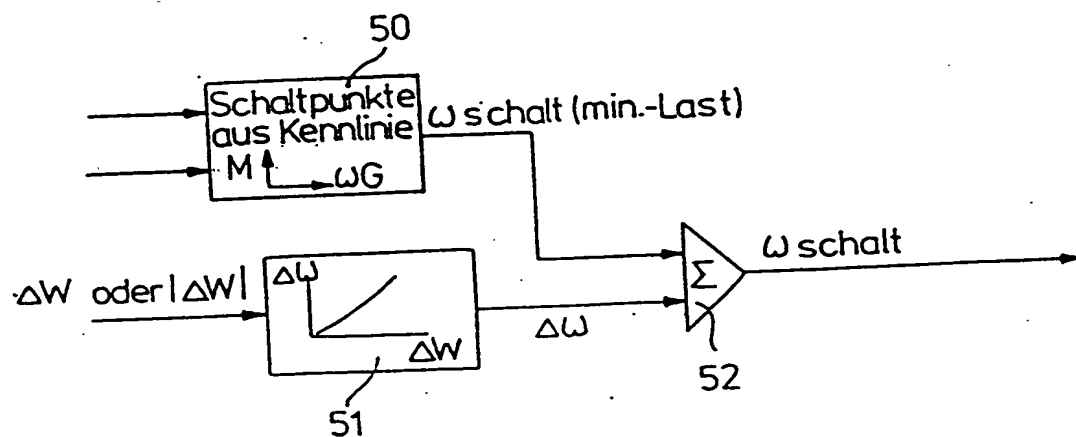 50
Schaltpunkte
aus Kennlinie
M
ωG
ω schalt (min.-Last)
ΔW oder |ΔW|
Δω
ΔW
51
Δω
Σ
52
ω schalt